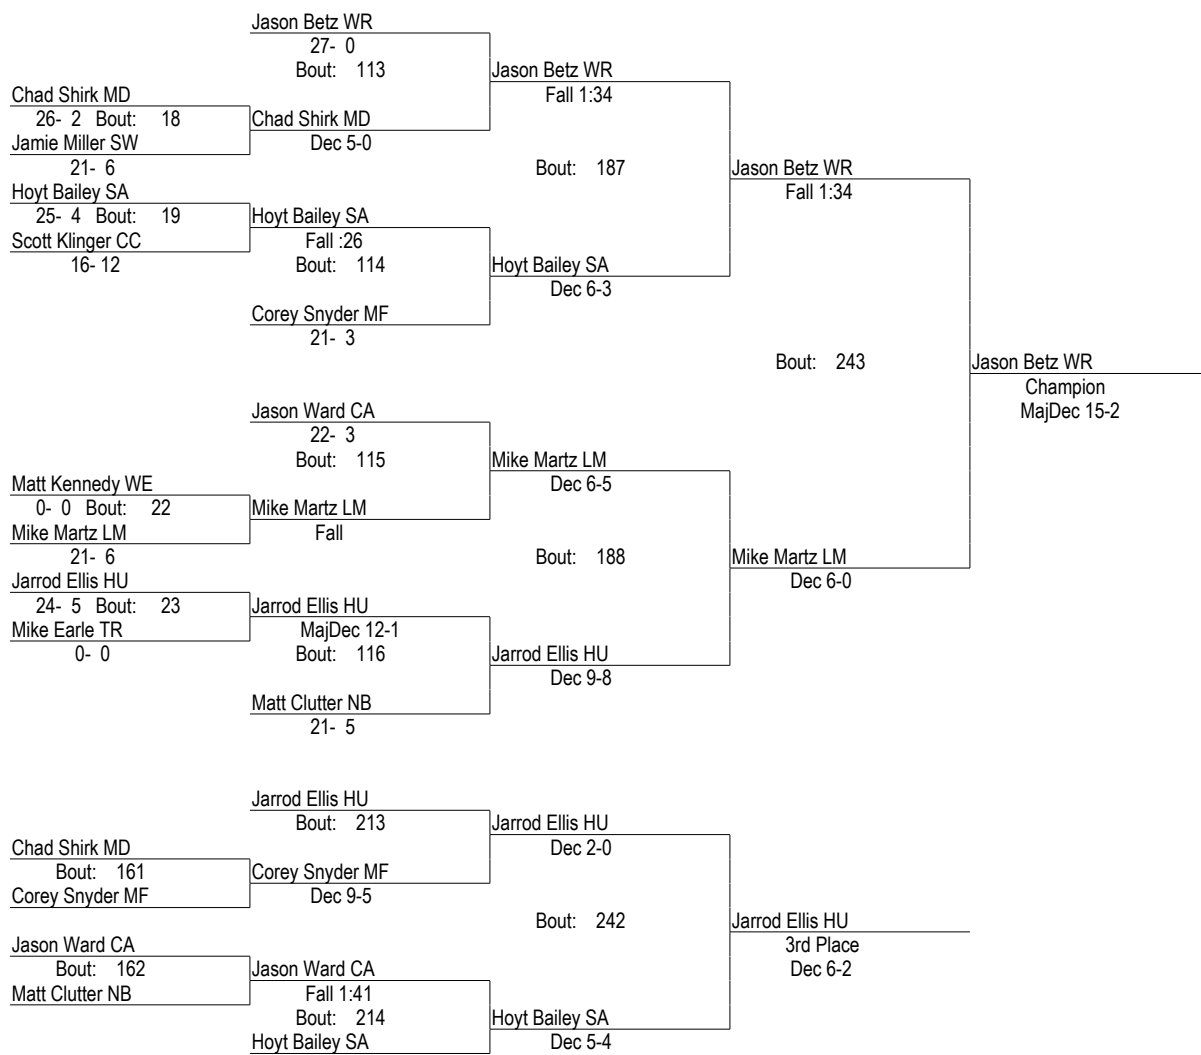 Jason Betz WR
27- 0
Bout: 113
Jason Betz WR
Fall 1:34
Chad Shirk MD
26- 2 Bout: 18
Chad Shirk MD
Dec 5-0
Jamie Miller SW
21- 6
Bout: 187
Jason Betz WR
Fall 1:34
Hoyt Bailey SA
25- 4 Bout: 19
Hoyt Bailey SA
Fall :26
Scott Klinger CC
16- 12
Bout: 114
Hoyt Bailey SA
Dec 6-3
Corey Snyder MF
21- 3
Bout: 243
Jason Betz WR
Champion
MajDec 15-2
Jason Ward CA
22- 3
Bout: 115
Mike Martz LM
Dec 6-5
Matt Kennedy WE
0- 0 Bout: 22
Mike Martz LM
Fall
Mike Martz LM
21- 6
Bout: 188
Mike Martz LM
Dec 6-0
Jarrod Ellis HU
24- 5 Bout: 23
Jarrod Ellis HU
MajDec 12-1
Mike Earle TR
0- 0
Bout: 116
Jarrod Ellis HU
Dec 9-8
Matt Clutter NB
21- 5
Jarrod Ellis HU
Bout: 213
Jarrod Ellis HU
Dec 2-0
Chad Shirk MD
Bout: 161
Corey Snyder MF
Dec 9-5
Corey Snyder MF
Bout: 242
Jarrod Ellis HU
3rd Place
Dec 6-2
Jason Ward CA
Bout: 162
Jason Ward CA
Fall 1:41
Matt Clutter NB
Bout: 214
Hoyt Bailey SA
Dec 5-4
Hoyt Bailey SA